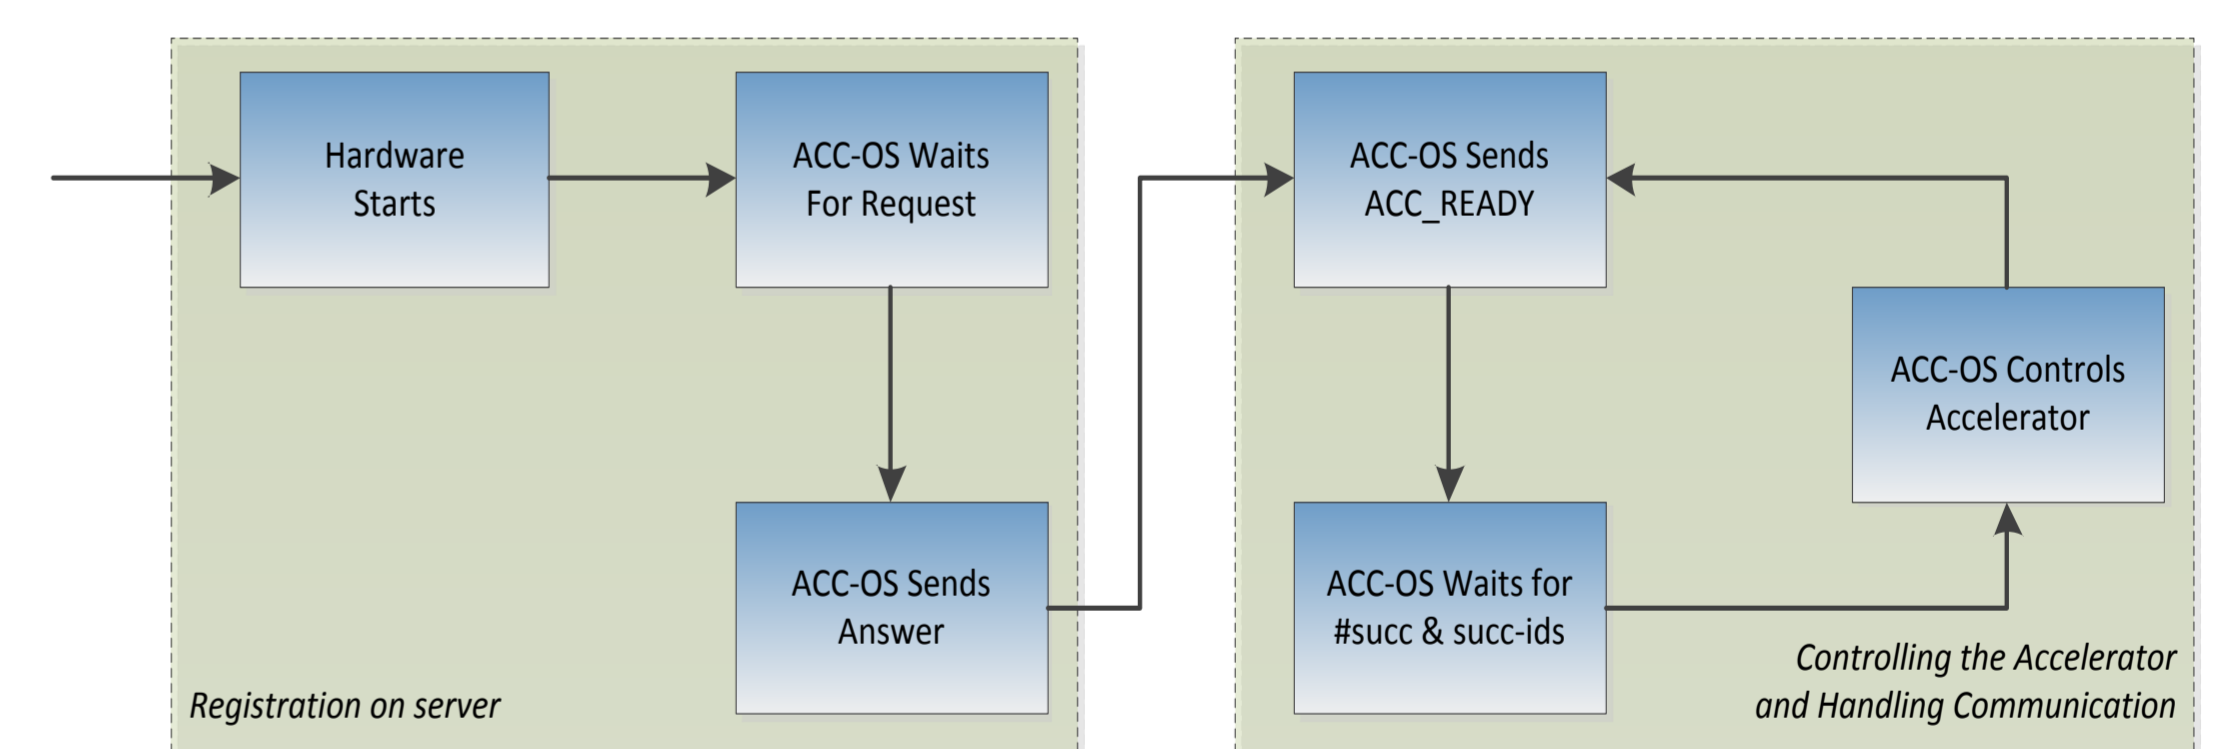 Hardware
Starts
ACC-OS Waits
For Request
ACC-OS Sends
Answer
Registration on server
ACC-OS Sends
ACC_READY
ACC-OS Waits for
#succ & succ-ids
ACC-OS Controls
Accelerator
Controlling the Accelerator
and Handling Communication